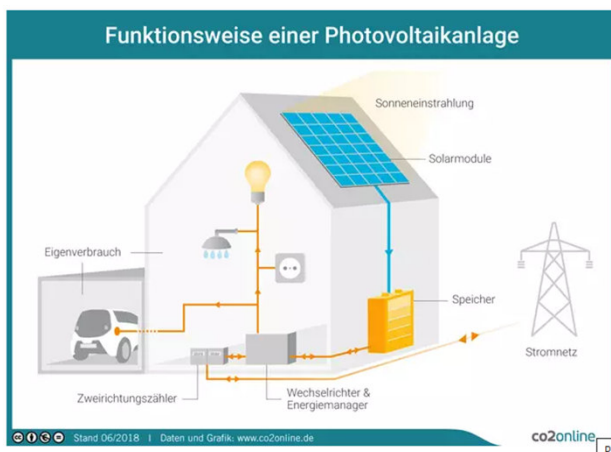 Funktionsweise einer Photovoltaikanlage
Sonneneinstrahlung
Solarmodule
Eigenverbrauch
Speicher
Stromnetz
Zweirichtungszähler
Wechselrichter &
Energiemanager
Stand 06/2018 | Daten und Grafik: www.co2online.de
co2online